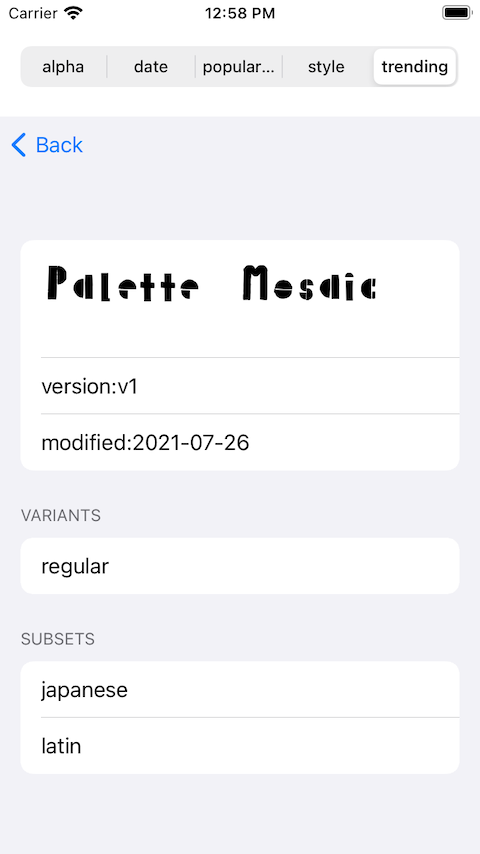 Carrier 12:58 PM
alpha date popular... style trending
Back
Palette Mosaic
version:v1
modified:2021-07-26
VARIANTS
regular
SUBSETS
japanese
latin